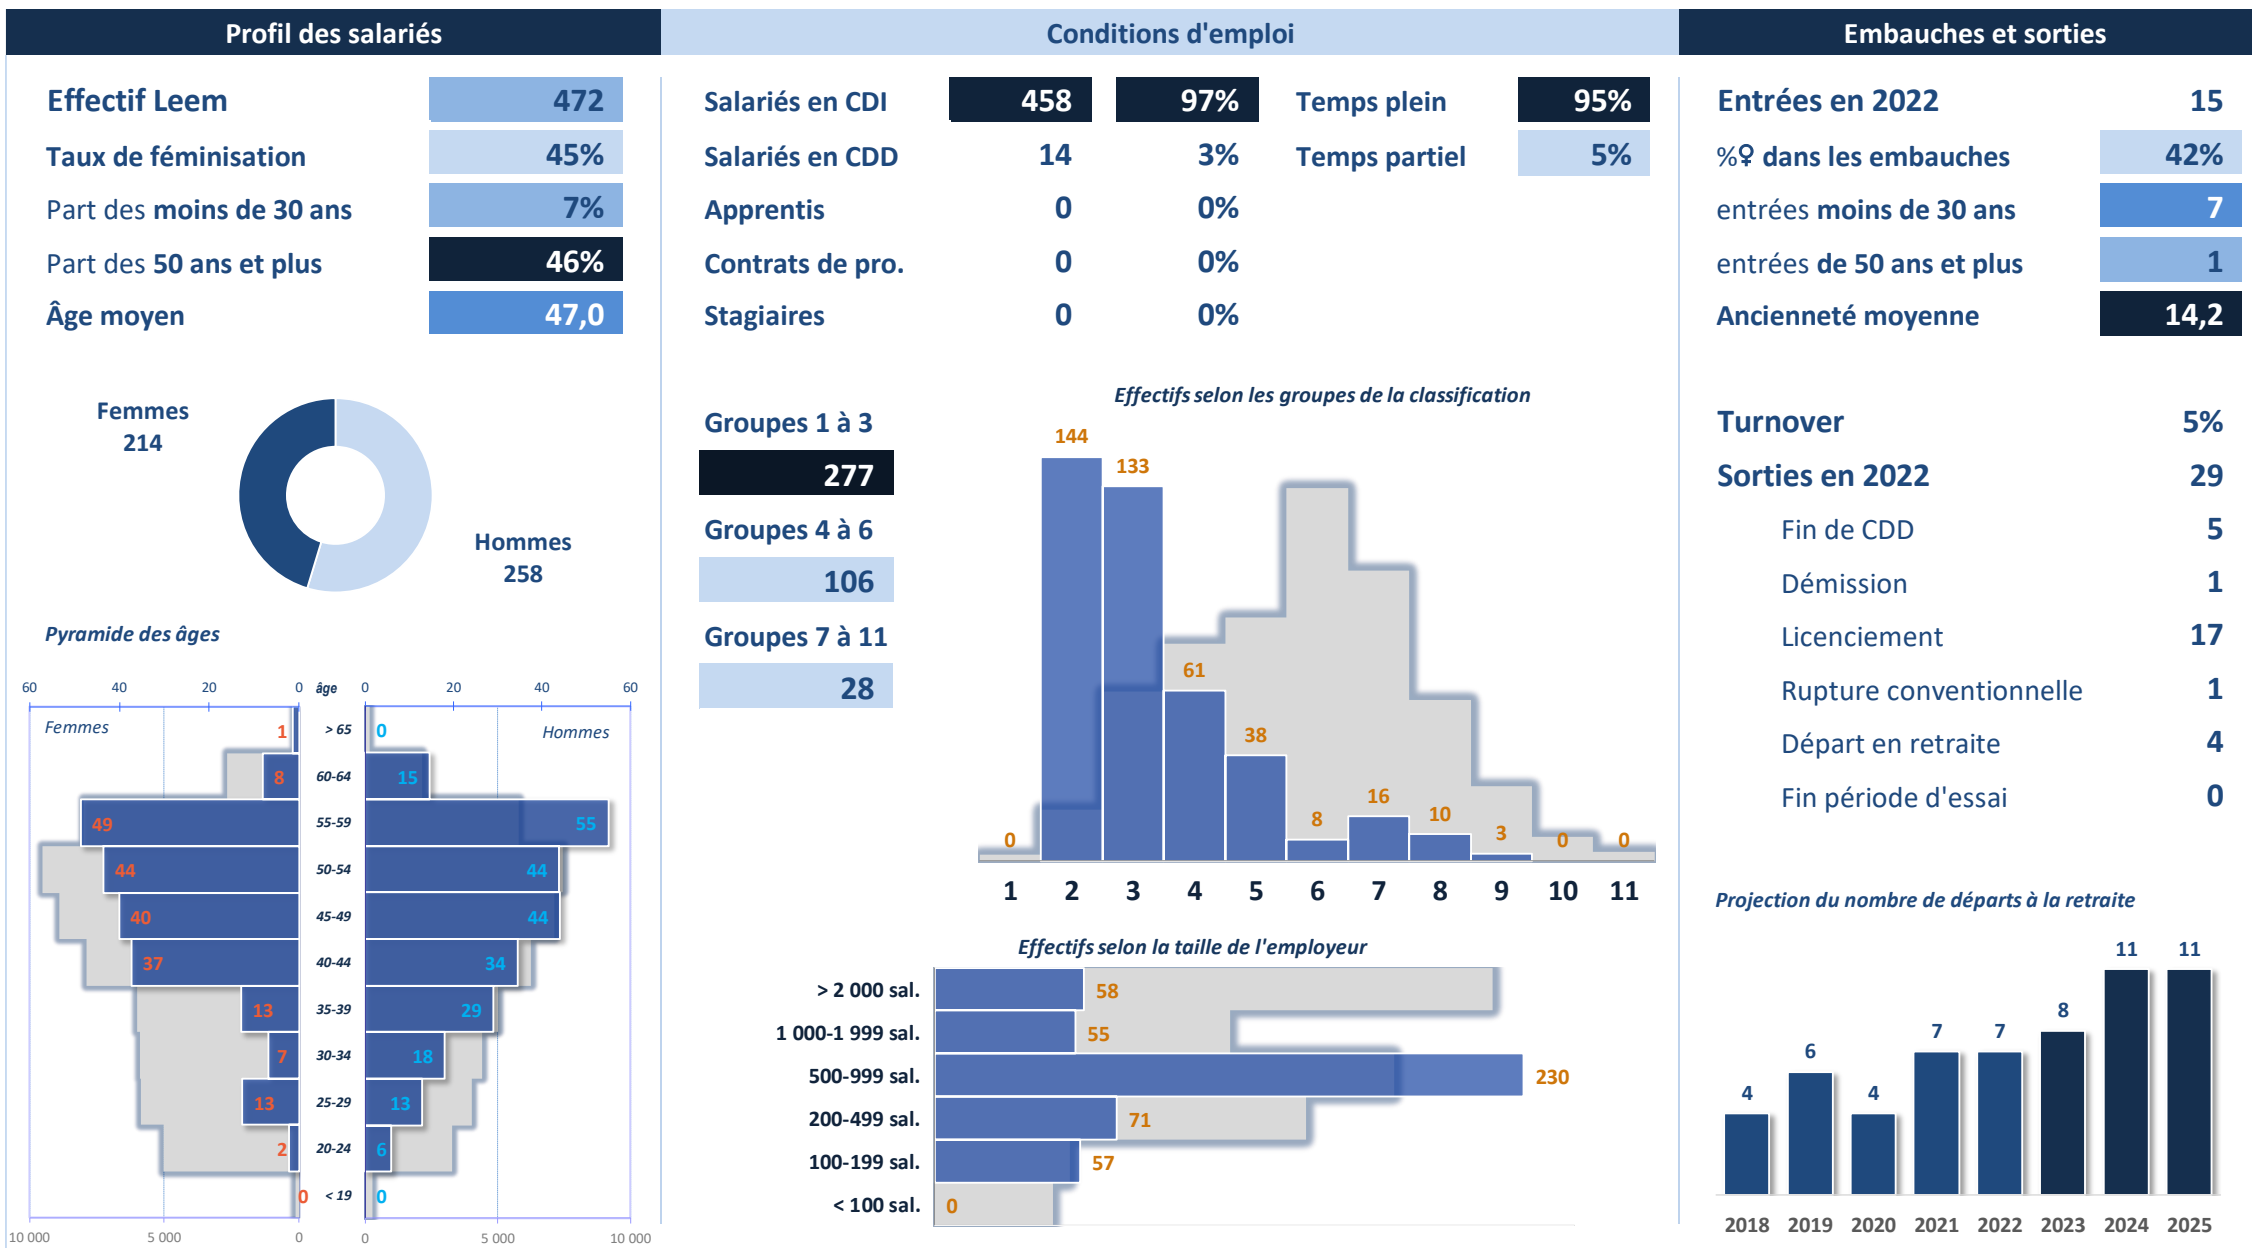 Profil des salariés
Effectif Leem 472
Taux de féminisation 45%
Part des moins de 30 ans 7%
Part des 50 ans et plus 46%
Âge moyen 47,0
Femmes
214
Hommes
258
Pyramide des âges
60 40 20 0 âge 0 20 40 60
Femmes Hommes
1 > 65 0
8 60-64 15
49 55-59 55
44 50-54 44
40 45-49 44
37 40-44 34
13 35-39 29
7 30-34 18
13 25-29 13
2 20-24 6
0 < 19 0
10 000 5 000 0 0 5 000 10 000
Conditions d'emploi
Salariés en CDI 458 97% Temps plein 95%
Salariés en CDD 14 3% Temps partiel 5%
Apprentis 0 0%
Contrats de pro. 0 0%
Stagiaires 0 0%
Groupes 1 à 3
277
Groupes 4 à 6
106
Groupes 7 à 11
28
Effectifs selon les groupes de la classification
0 144 133 61 38 8 16 10 3 0 0
1 2 3 4 5 6 7 8 9 10 11
Effectifs selon la taille de l'employeur
> 2 000 sal. 58
1 000-1 999 sal. 55
500-999 sal. 230
200-499 sal. 71
100-199 sal. 57
< 100 sal. 0
Embauches et sorties
Entrées en 2022 15
%♀ dans les embauches 42%
entrées moins de 30 ans 7
entrées de 50 ans et plus 1
Ancienneté moyenne 14,2
Turnover 5%
Sorties en 2022 29
Fin de CDD 5
Démission 1
Licenciement 17
Rupture conventionnelle 1
Départ en retraite 4
Fin période d'essai 0
Projection du nombre de départs à la retraite
4 6 4 7 7 8 11 11
2018 2019 2020 2021 2022 2023 2024 2025